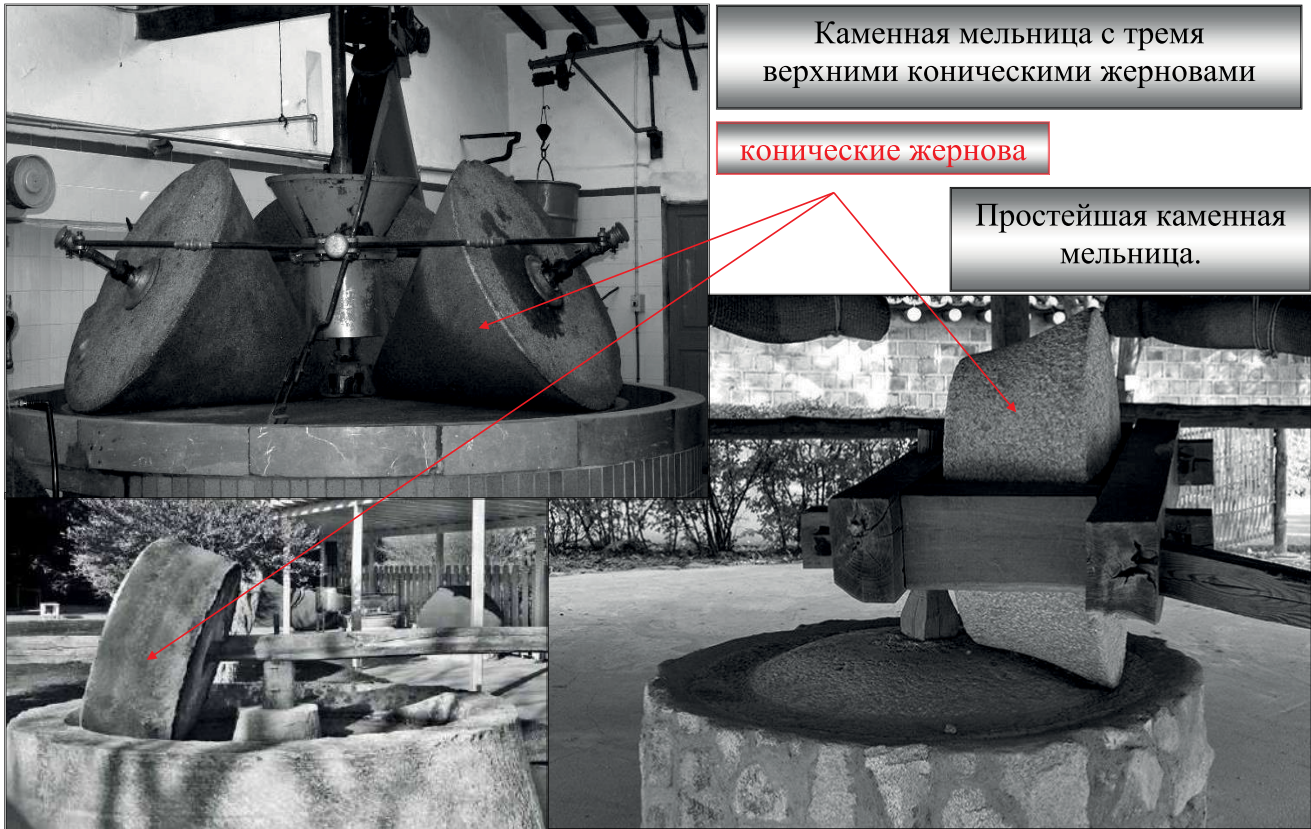 Каменная мельница с тремя
верхними коническими жерновами
конические жернова
Простейшая каменная
мельница.